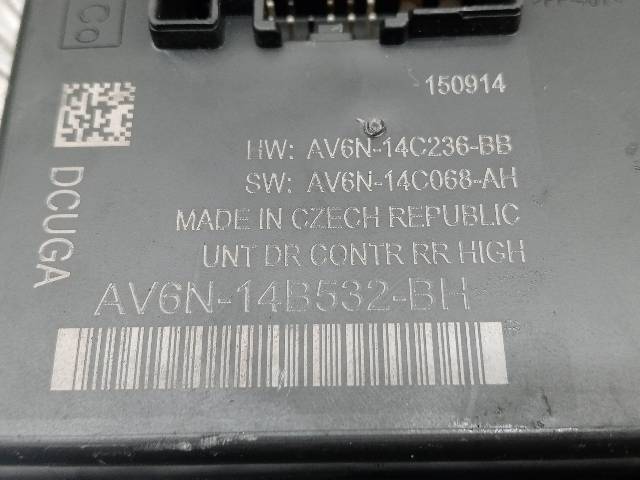 Co
150914
HW: AV6N-14C236-BB
SW: AV6N-14C068-AH
MADE IN CZECH REPUBLIC
UNT DR CONTR RR HIGH
AV6N-14B532-BH
DCUGA